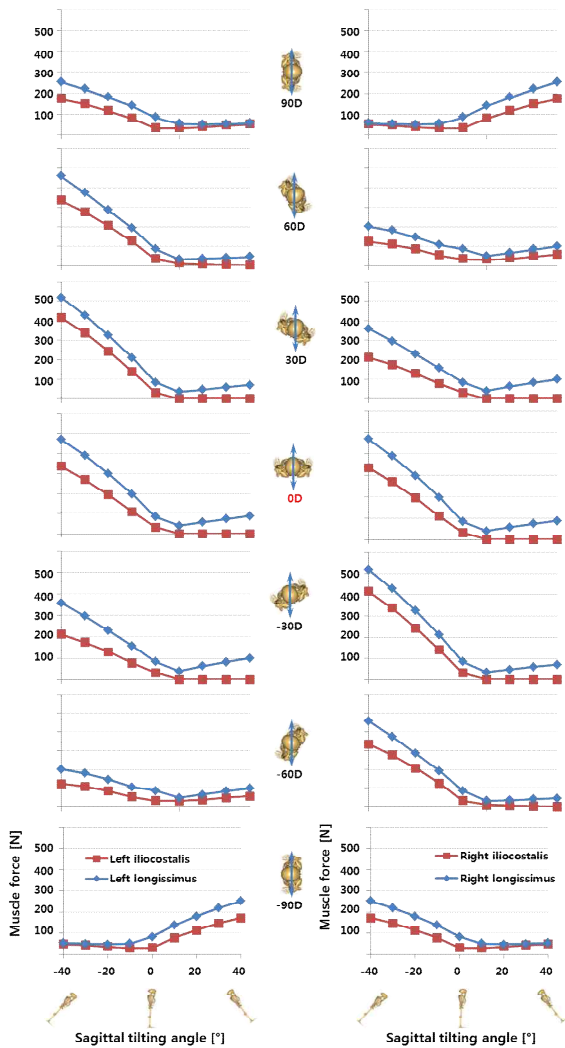 500
400
300
200
100
90D
500
400
300
200
100
60D
500
400
300
200
100
30D
500
400
300
200
100
0D
500
400
300
200
100
-30D
500
400
300
200
100
-60D
Muscle force [N]
500
400
300
200
100
Left iliocostalis
Left longissimus
-90D
Muscle force [N]
500
400
300
200
100
Right iliocostalis
Right longissimus
-40 -20 0 20 40
-40 -20 0 20 40
Sagittal tilting angle [°]
Sagittal tilting angle [°]